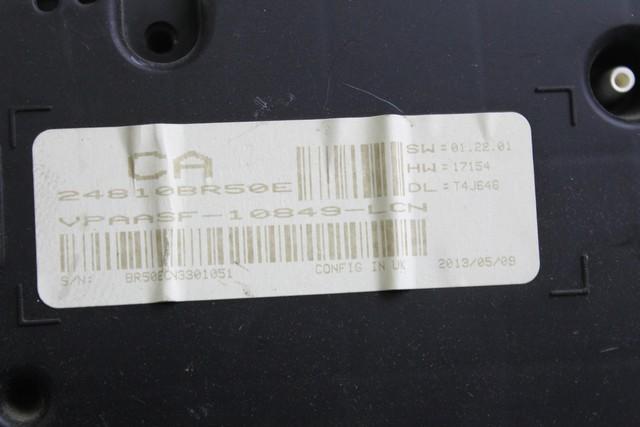 CA
24810BR50E
VPAASF-10849-LCN
SW = 01.22.01
HW = 17154
DL = T4J646
S/N: BR50ECN3301051 CONFIG IN UK 2013/05/09